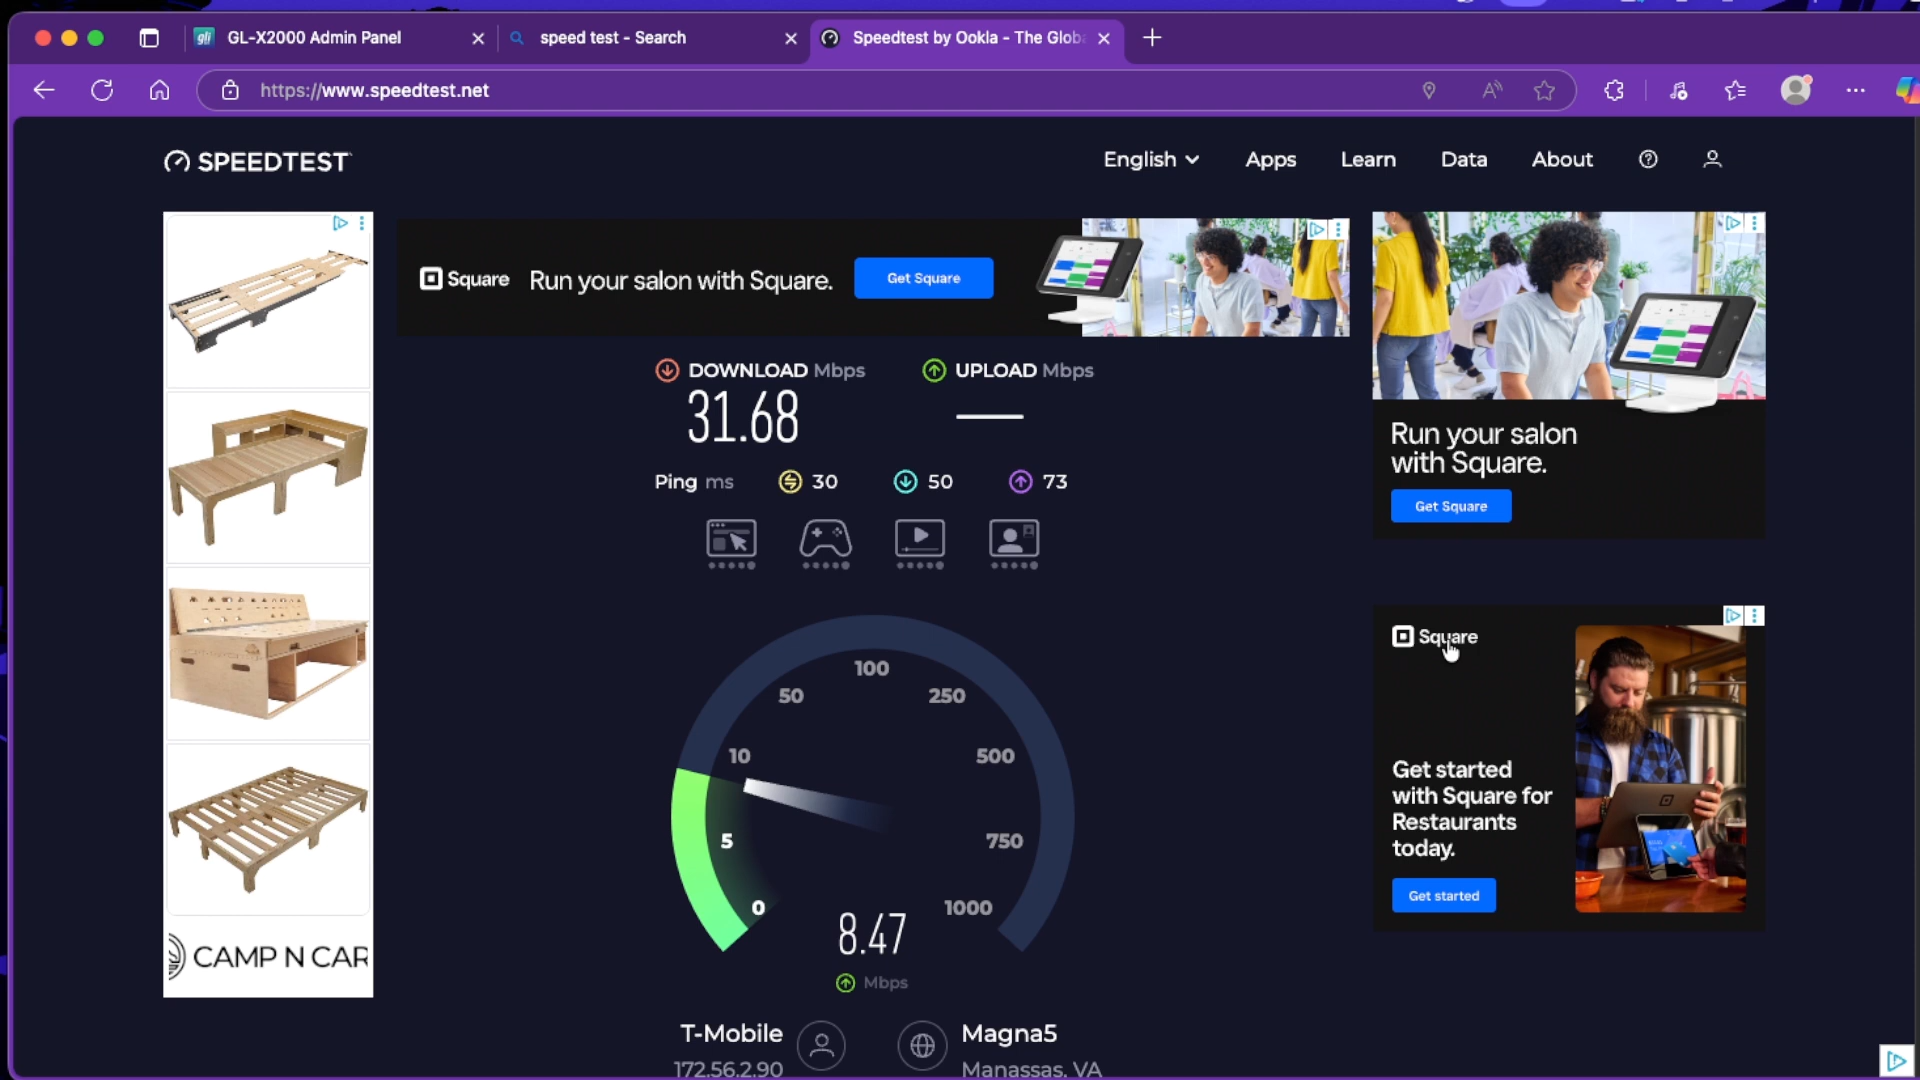 gli GL-X2000 Admin Panel
speed test - Search
Speedtest by Ookla - The Globa
https://www.speedtest.net
SPEEDTEST
English Apps Learn Data About
Square Run your salon with Square. Get Square
DOWNLOAD Mbps
31.68
UPLOAD Mbps
Ping ms 30 50 73
Run your salon
with Square.
Get Square
Square
Get started
with Square for
Restaurants
today.
Get started
0
5
10
50
100
250
500
750
1000
8.47
Mbps
T-Mobile
172.56.2.90
Magna5
Manassas, VA
CAMP N CAR